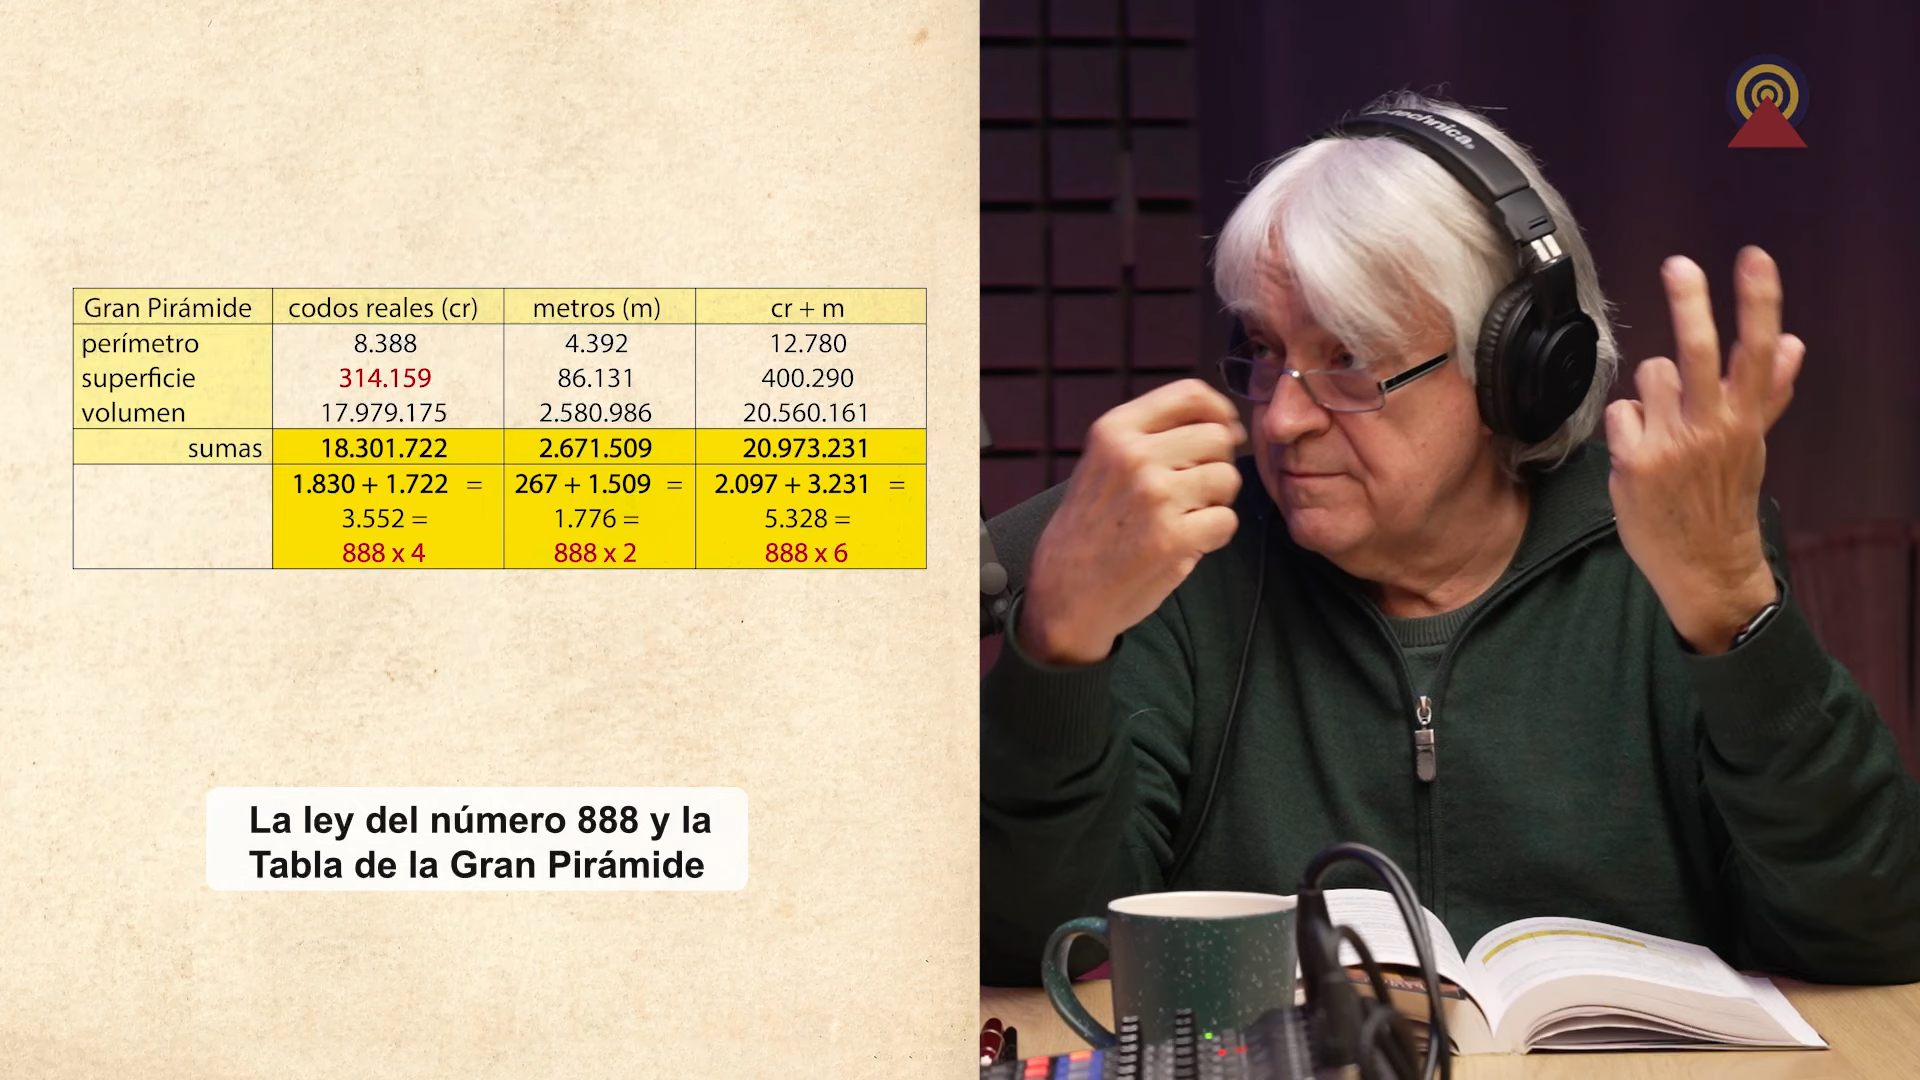 Gran Pirámide codos reales (cr) metros (m) cr + m
perímetro 8.388 4.392 12.780
superficie 314.159 86.131 400.290
volumen 17.979.175 2.580.986 20.560.161
sumas 18.301.722 2.671.509 20.973.231
1.830 + 1.722 = 267 + 1.509 = 2.097 + 3.231 =
3.552 = 1.776 = 5.328 =
888 x 4 888 x 2 888 x 6
La ley del número 888 y la
Tabla de la Gran Pirámide
technica